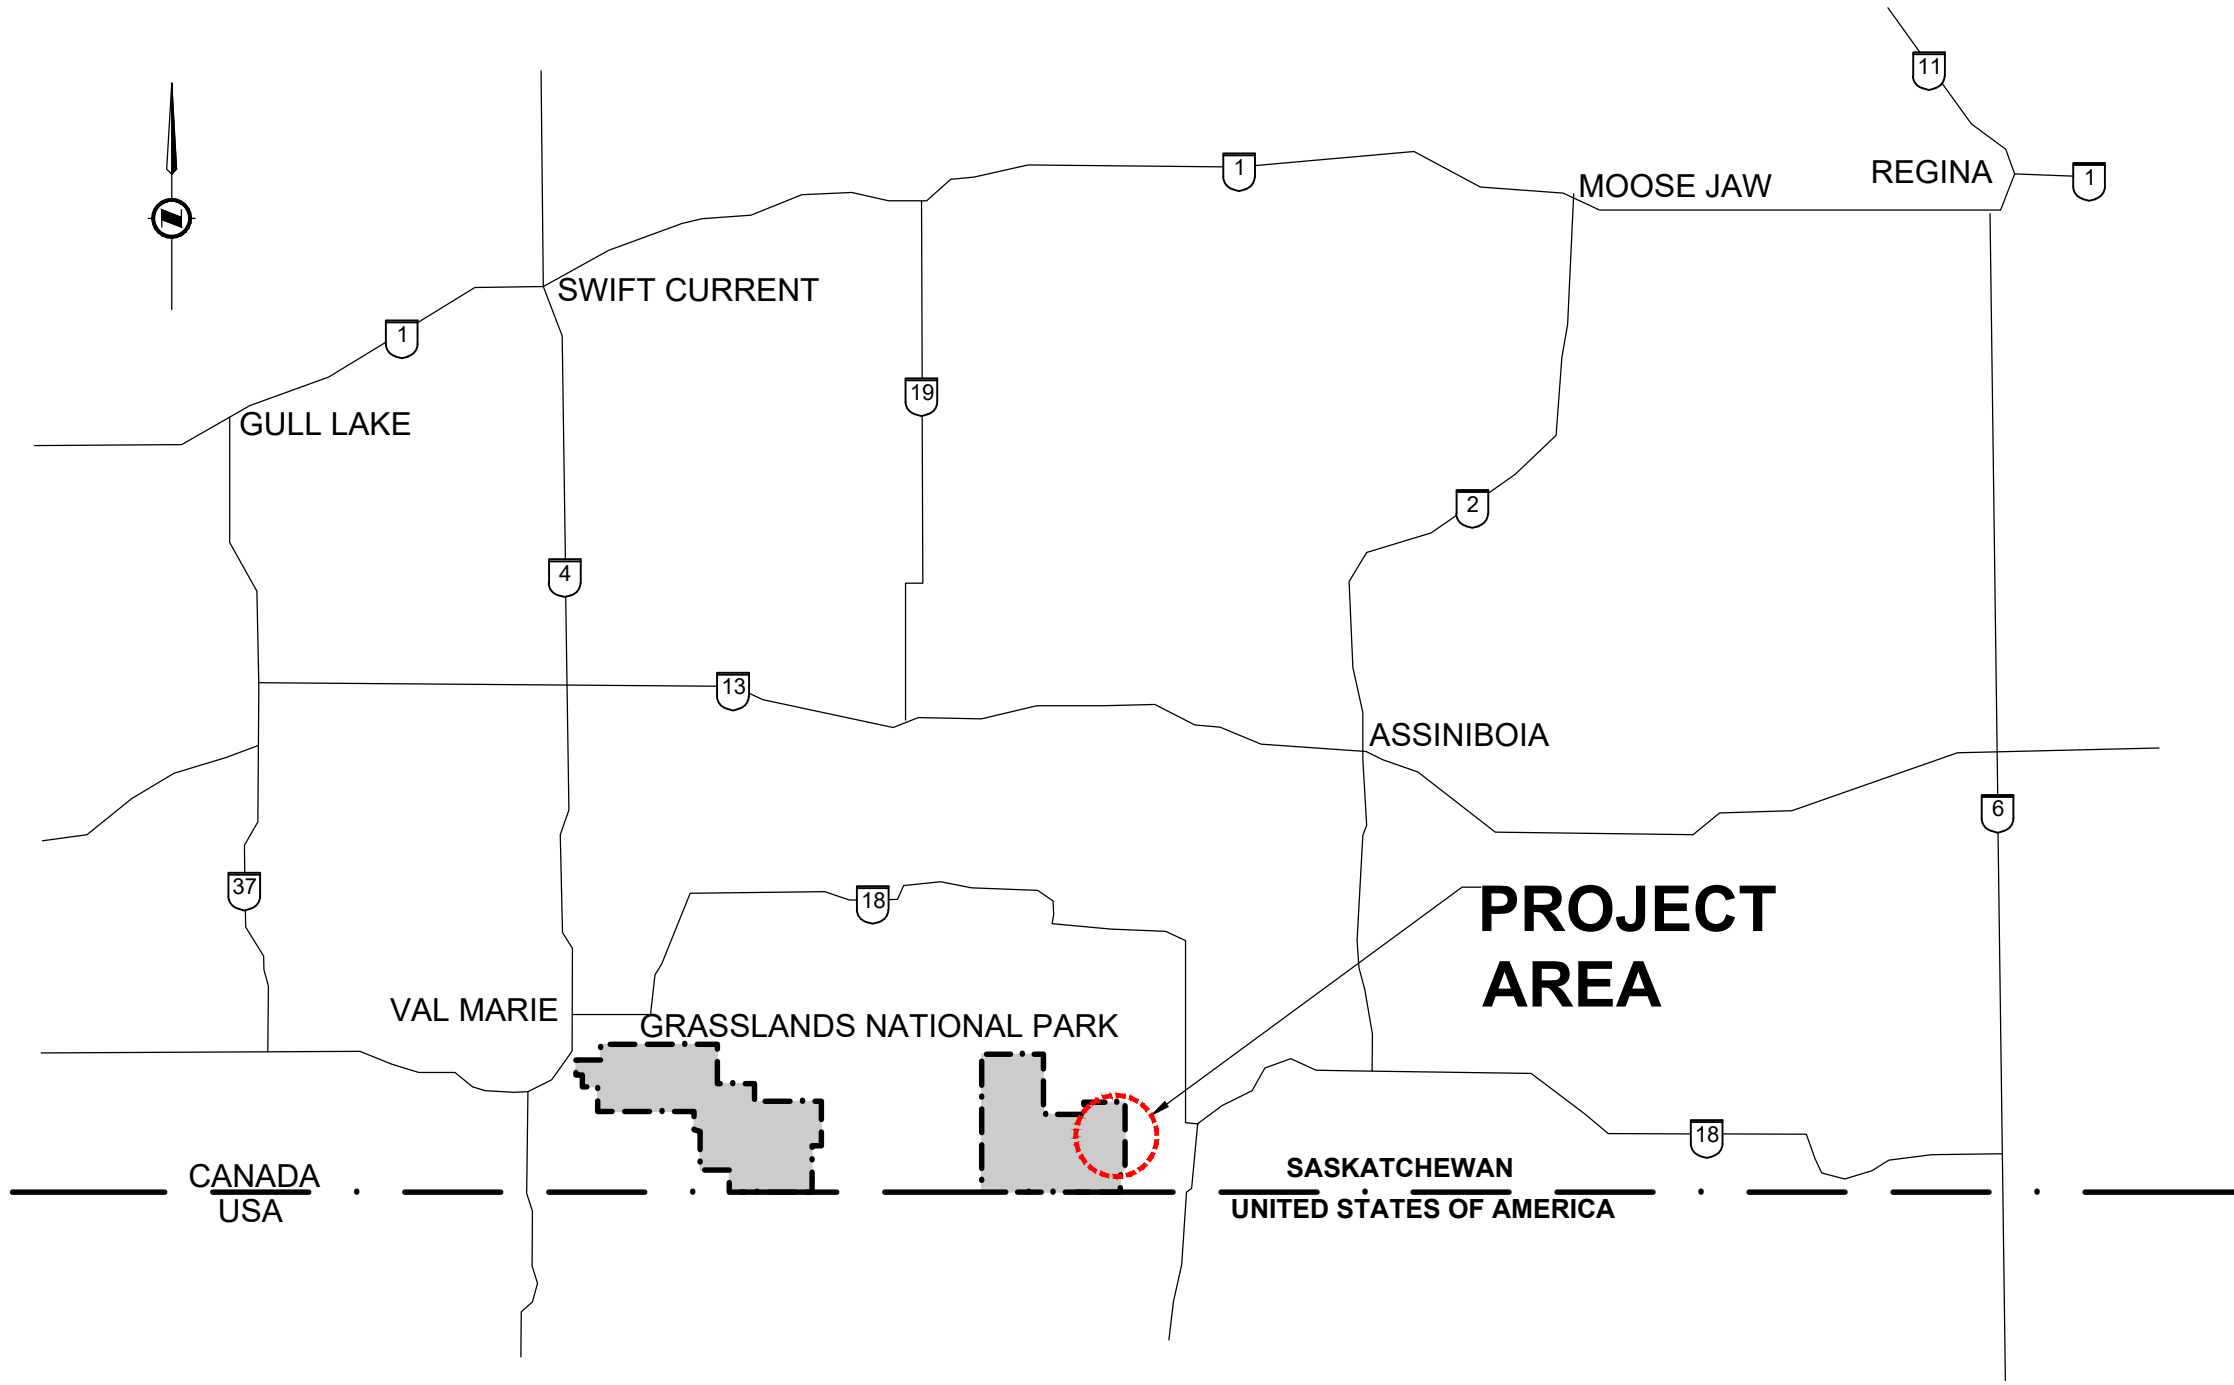 11
1
MOOSE JAW
REGINA
1
SWIFT CURRENT
1
GULL LAKE
19
2
4
13
ASSINIBOIA
6
37
18
PROJECT
AREA
VAL MARIE
GRASSLANDS NATIONAL PARK
18
SASKATCHEWAN
CANADA
USA
UNITED STATES OF AMERICA
N